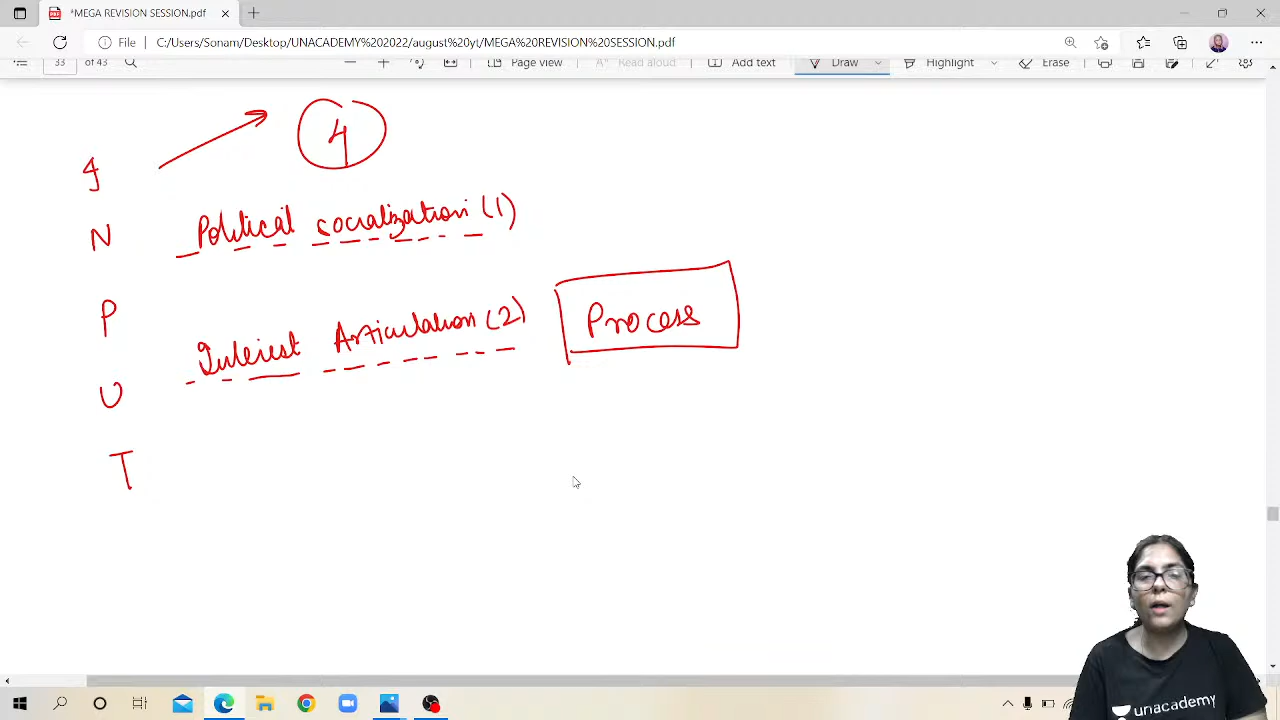 *MEGA REVISION SESSION.pdf
File C:/Users/Sonam/Desktop/UNACADEMY%202022/august%20yt/MEGA%20REVISION%20SESSION.pdf
33 of 43 Page view Read aloud Add text Draw Highlight Erase
4
I
N Political socialization (1)
P Process
Interest Articulation (2)
U
T
unacademy